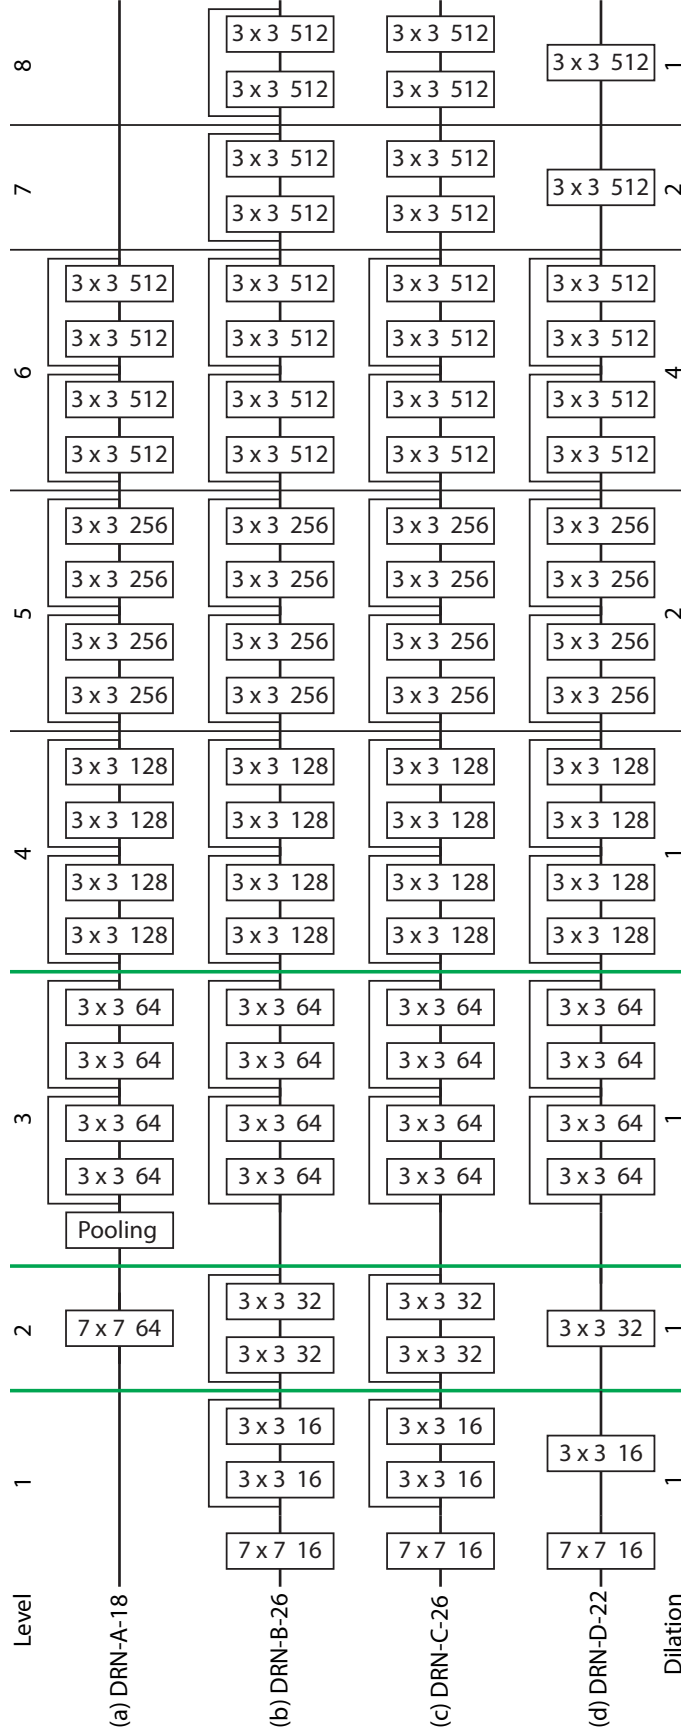 Level 1 2 3 4 5 6 7 8
(a) DRN-A-18 7 x 7 64 Pooling 3 x 3 64 3 x 3 64 3 x 3 64 3 x 3 64 3 x 3 128 3 x 3 128 3 x 3 128 3 x 3 128 3 x 3 256 3 x 3 256 3 x 3 256 3 x 3 256 3 x 3 512 3 x 3 512 3 x 3 512 3 x 3 512
(b) DRN-B-26 7 x 7 16 3 x 3 16 3 x 3 16 3 x 3 32 3 x 3 32 3 x 3 64 3 x 3 64 3 x 3 64 3 x 3 64 3 x 3 128 3 x 3 128 3 x 3 128 3 x 3 128 3 x 3 256 3 x 3 256 3 x 3 256 3 x 3 256 3 x 3 512 3 x 3 512 3 x 3 512 3 x 3 512 3 x 3 512 3 x 3 512 3 x 3 512 3 x 3 512
(c) DRN-C-26 7 x 7 16 3 x 3 16 3 x 3 16 3 x 3 32 3 x 3 32 3 x 3 64 3 x 3 64 3 x 3 64 3 x 3 64 3 x 3 128 3 x 3 128 3 x 3 128 3 x 3 128 3 x 3 256 3 x 3 256 3 x 3 256 3 x 3 256 3 x 3 512 3 x 3 512 3 x 3 512 3 x 3 512 3 x 3 512 3 x 3 512 3 x 3 512 3 x 3 512
(d) DRN-D-22 7 x 7 16 3 x 3 16 3 x 3 32 3 x 3 64 3 x 3 64 3 x 3 64 3 x 3 64 3 x 3 128 3 x 3 128 3 x 3 128 3 x 3 128 3 x 3 256 3 x 3 256 3 x 3 256 3 x 3 256 3 x 3 512 3 x 3 512 3 x 3 512 3 x 3 512 3 x 3 512 3 x 3 512
Dilation 1 1 1 1 2 4 2 1